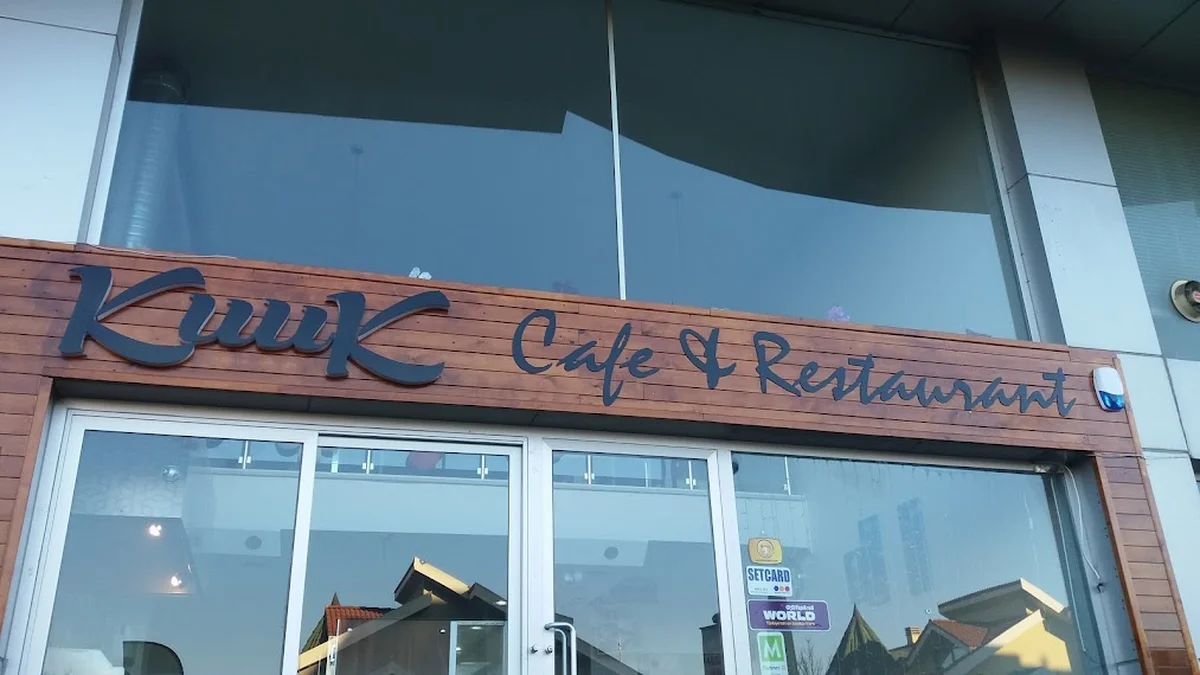 KuuK Cafe & Restaurant
SETCARD
WORLD
M